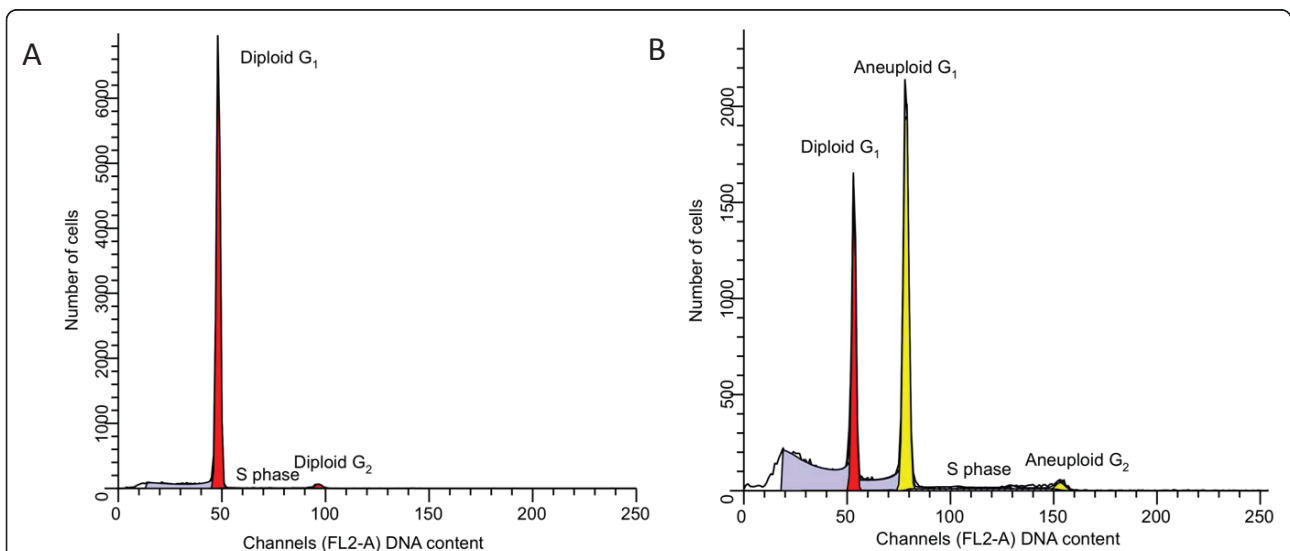 A
Diploid G₁
Number of cells
6000
5000
4000
3000
2000
1000
0
S phase
Diploid G₂
0 50 100 150 200 250
Channels (FL2-A) DNA content
B
Aneuploid G₁
Diploid G₁
Number of cells
2000
1500
1000
500
0
S phase
Aneuploid G₂
0 50 100 150 200 250
Channels (FL2-A) DNA content